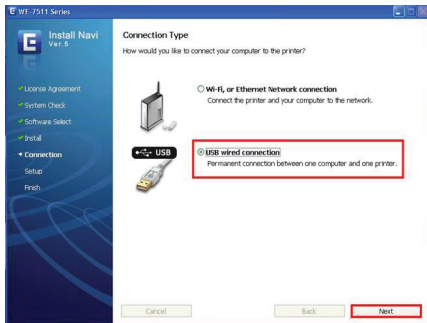 WF-7511 Series
Install Navi
Ver.5
License Agreement
System Check
Software Select
Install
Connection
Setup
Finish
Connection Type
How would you like to connect your computer to the printer?
Wi-Fi, or Ethernet Network connection
Connect the printer and your computer to the network.
USB
USB wired connection
Permanent connection between one computer and one printer.
Cancel
Back
Next